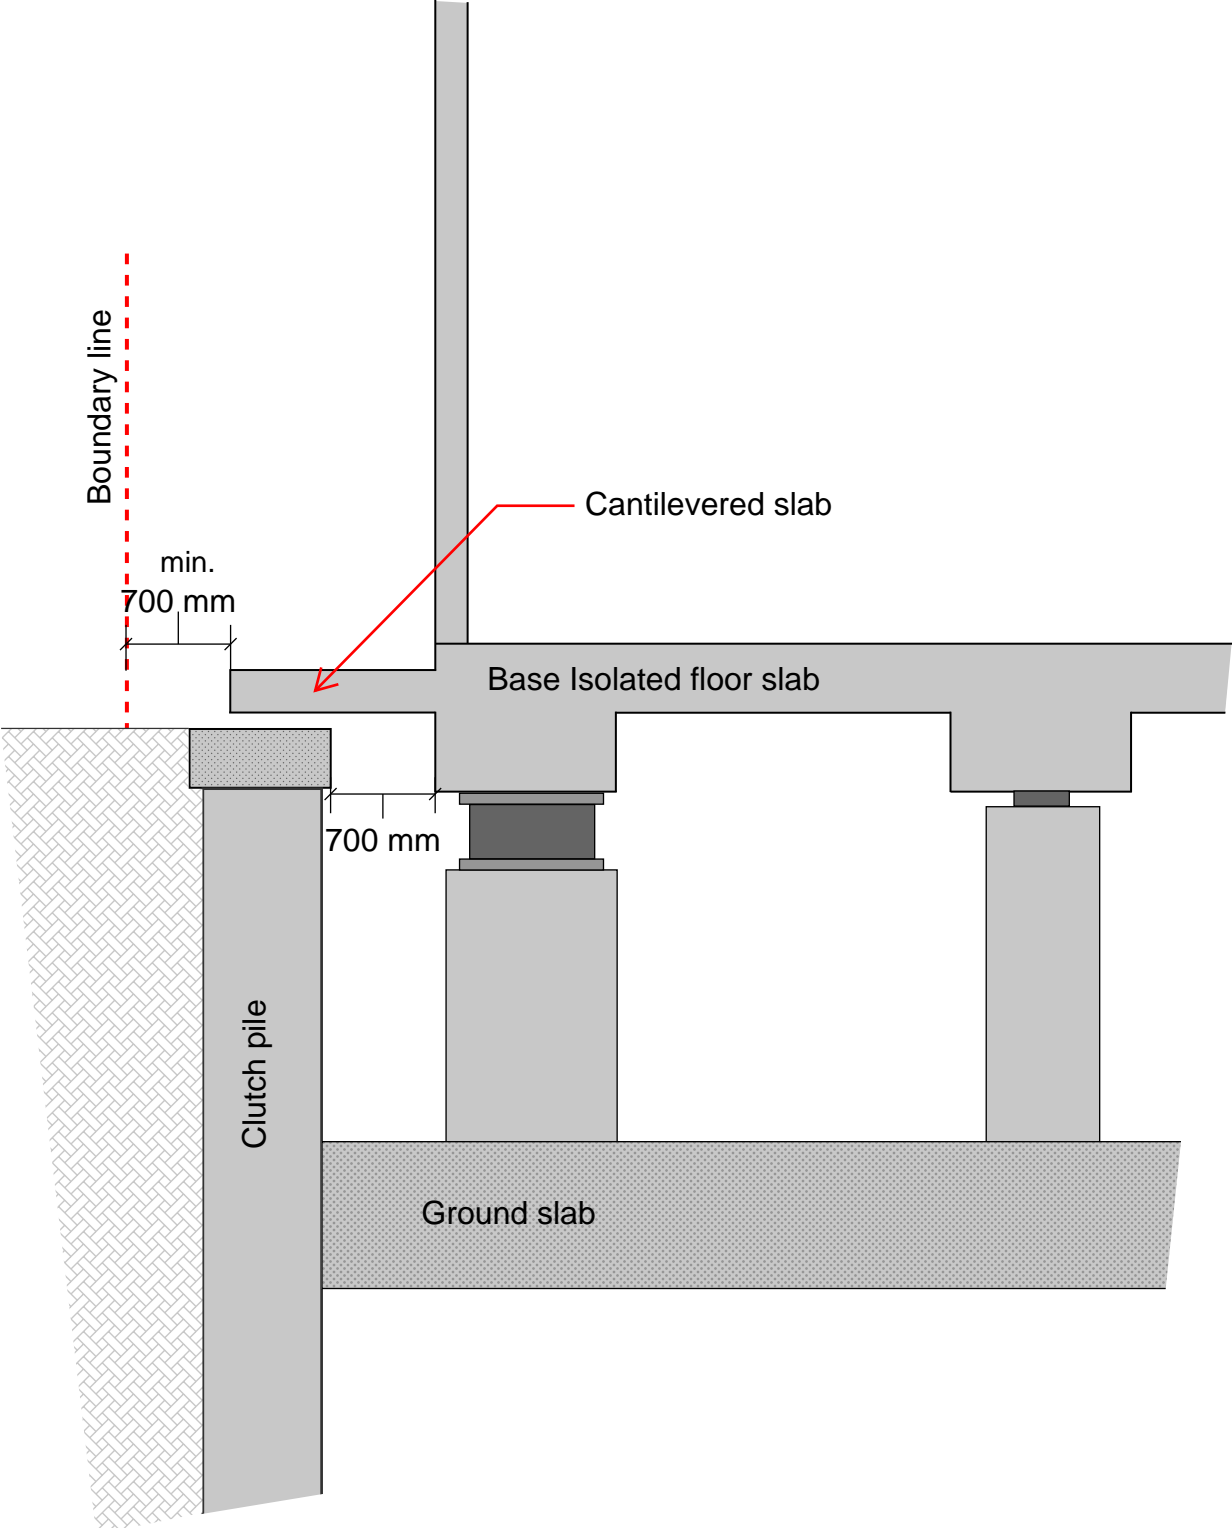 Boundary line
Cantilevered slab
min.
700 mm
Base Isolated floor slab
700 mm
Clutch pile
Ground slab